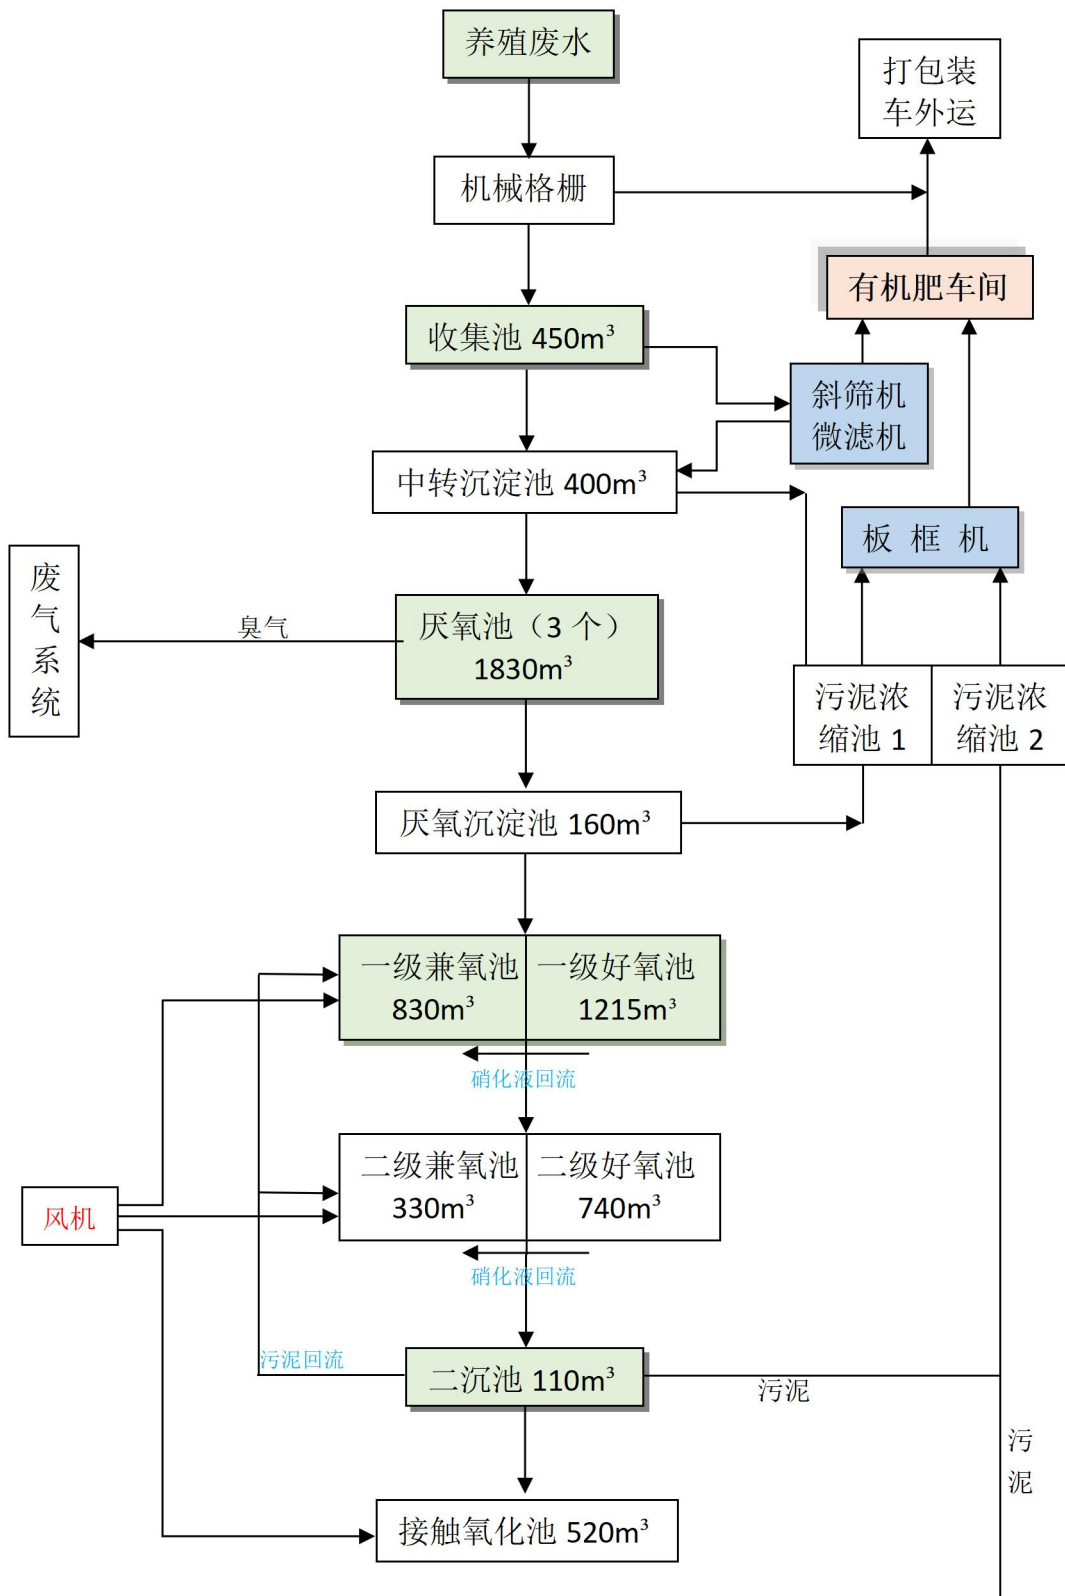 养殖废水
打包装
车外运
机械格栅
有机肥车间
收集池 450m³
斜筛机
微滤机
中转沉淀池 400m³
板 框 机
废
气
系
统
臭气
厌氧池（3 个）
1830m³
污泥浓
缩池 1
污泥浓
缩池 2
厌氧沉淀池 160m³
一级兼氧池
830m³
一级好氧池
1215m³
硝化液回流
二级兼氧池
330m³
二级好氧池
740m³
风机
硝化液回流
污泥回流
二沉池 110m³
污泥
污
泥
接触氧化池 520m³